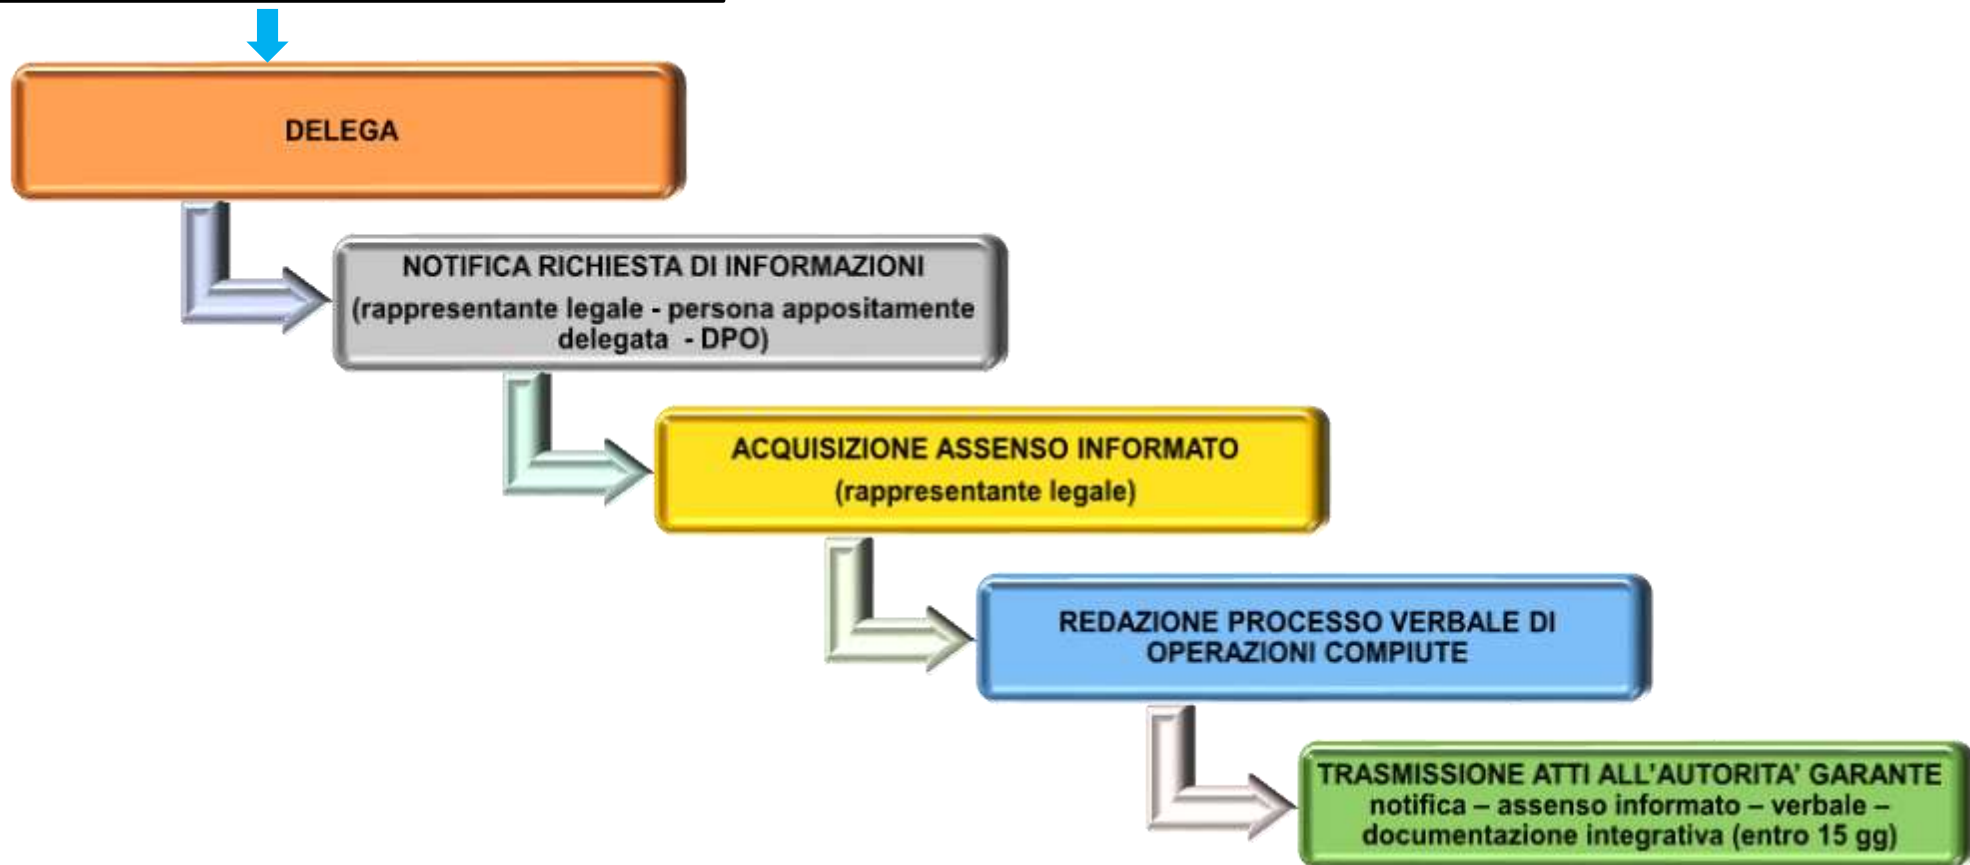 DELEGA
NOTIFICA RICHIESTA DI INFORMAZIONI
(rappresentante legale - persona appositamente
delegata - DPO)
ACQUISIZIONE ASSENSO INFORMATO
(rappresentante legale)
REDAZIONE PROCESSO VERBALE DI
OPERAZIONI COMPIUTE
TRASMISSIONE ATTI ALL'AUTORITA' GARANTE
notifica – assenso informato – verbale –
documentazione integrativa (entro 15 gg)